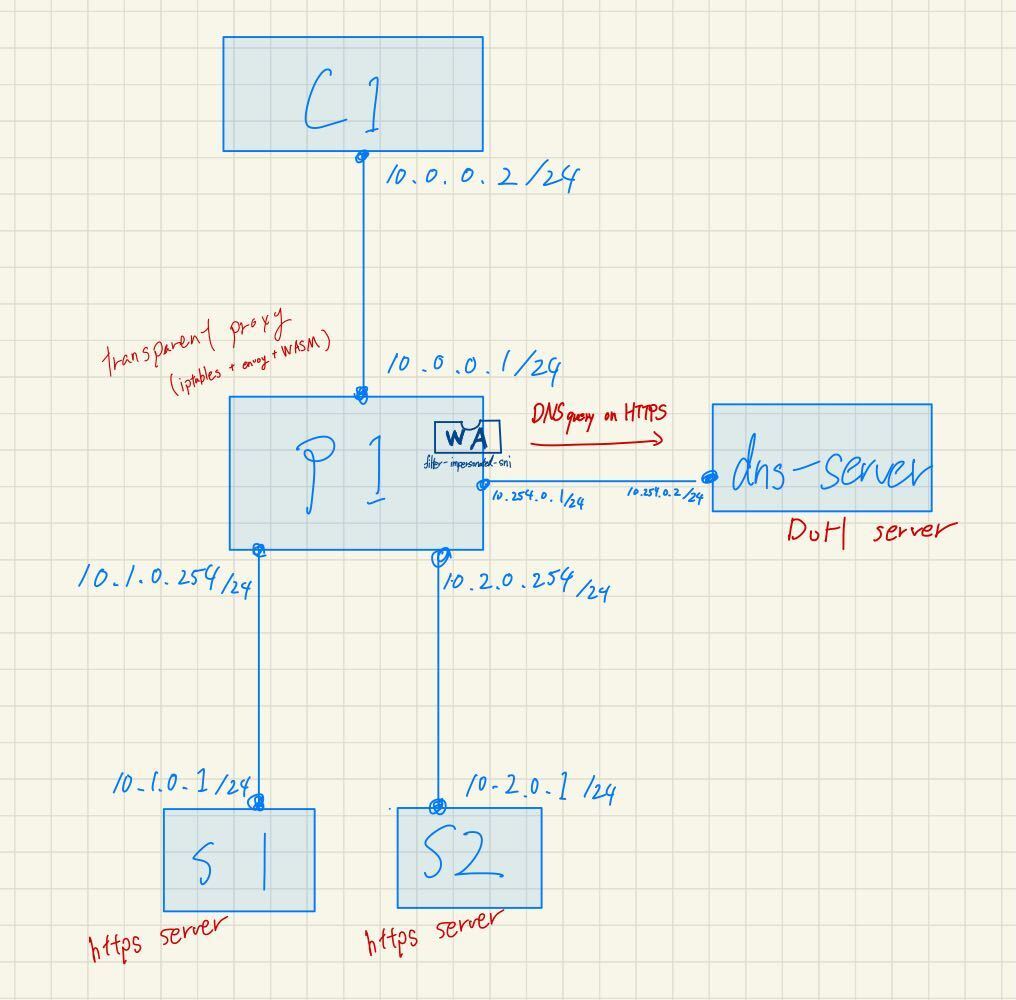 C1
10.0.0.2/24
transparent proxy
(iptables + envoy + WASM)
10.0.0.1/24
P1
WA
filter-impersonated-sni
DNS query on HTTPS
10.254.0.1/24
10.254.0.2/24
dns-server
DoH server
10.1.0.254/24
10.2.0.254/24
10.1.0.1/24
10.2.0.1/24
S1
S2
https server
https server